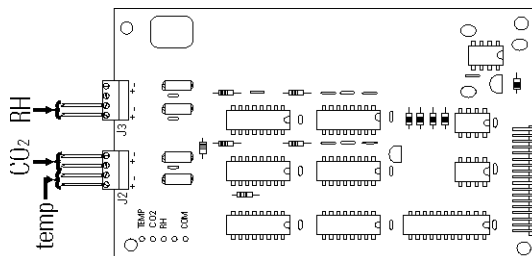 RH
CO₂
temp
J3
J2
+
-
+
-
+
-
+
-
TEMP
CO2
RH
COM